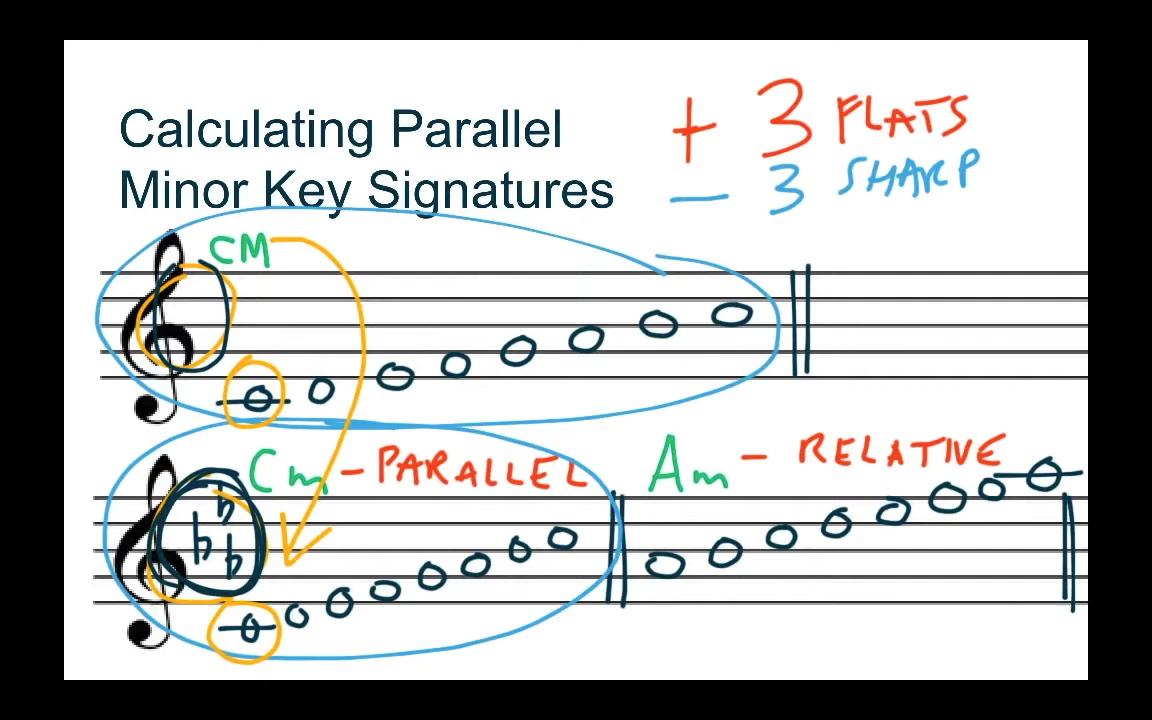 Calculating Parallel
Minor Key Signatures
+ 3 FLATS
- 3 SHARP
CM
Cm - PARALLEL
Am - RELATIVE